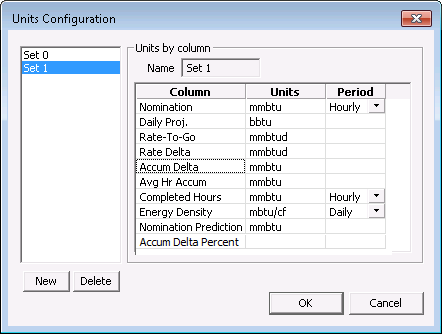 Units Configuration
Set 0
Set 1
Units by column
Name Set 1
Column Units Period
Nomination mmbtu Hourly
Daily Proj. bbtu
Rate-To-Go mmbtud
Rate Delta mmbtud
Accum Delta mmbtu
Avg Hr Accum mmbtu
Completed Hours mmbtu Hourly
Energy Density mbtu/cf Daily
Nomination Prediction mmbtu
Accum Delta Percent
New Delete
OK Cancel